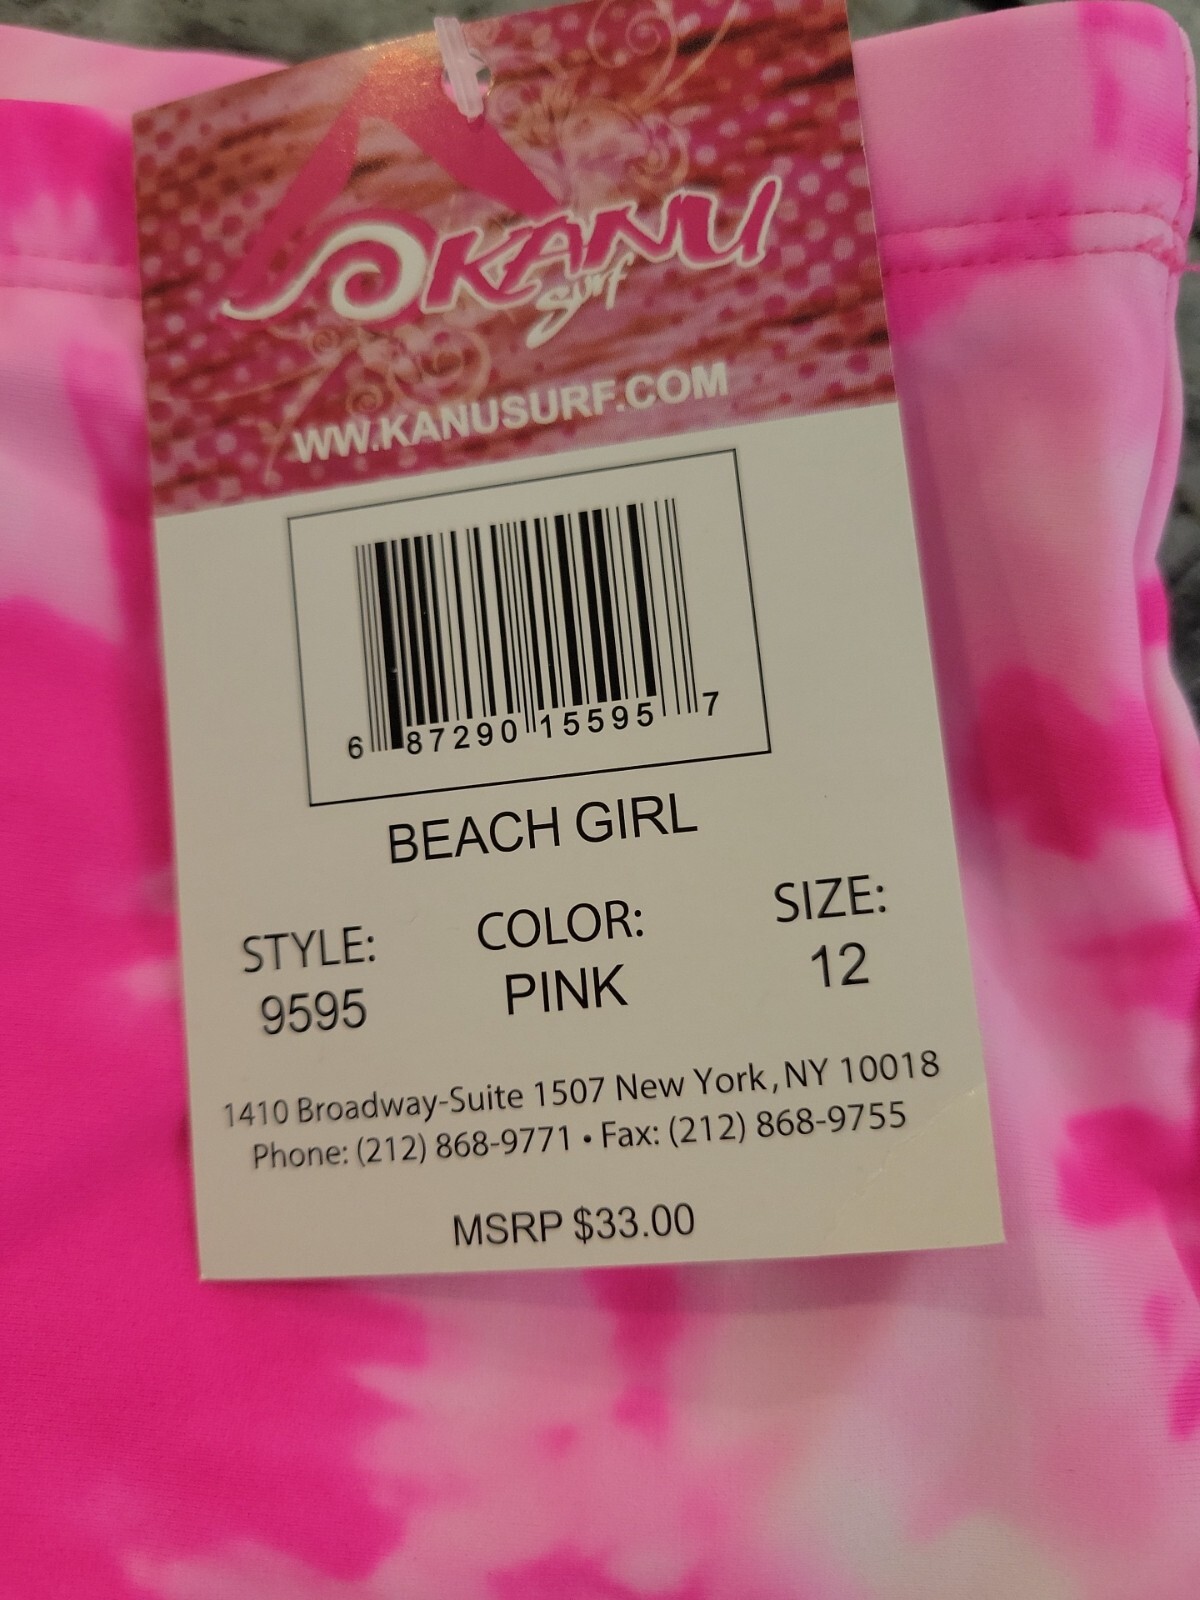 KANU
Surf
WW.KANUSURF.COM
6 87290 15595 7
BEACH GIRL
STYLE: COLOR: SIZE:
9595 PINK 12
1410 Broadway-Suite 1507 New York, NY 10018
Phone: (212) 868-9771 • Fax: (212) 868-9755
MSRP $33.00